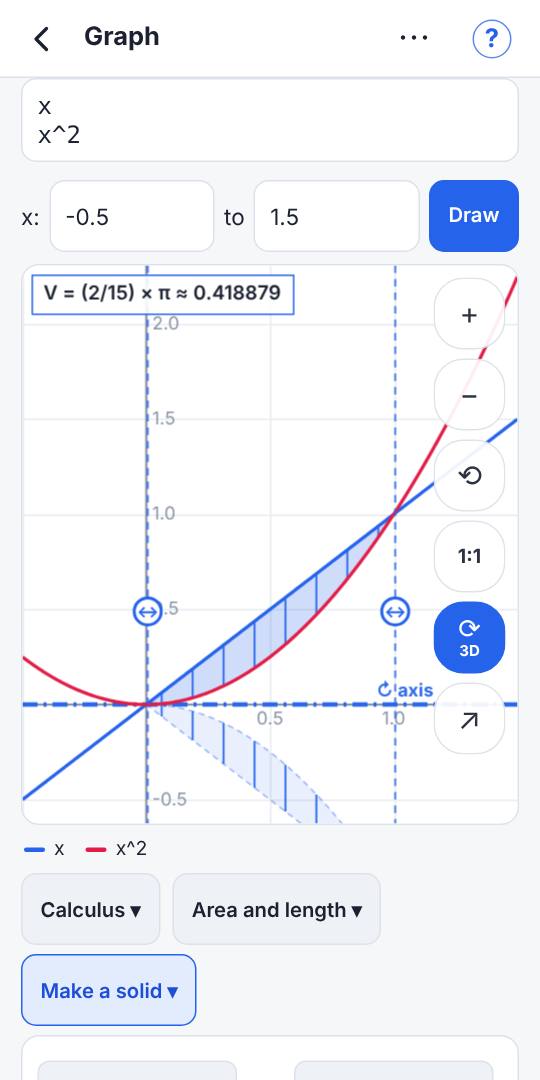 Graph
?
x
x^2
x: -0.5 to 1.5 Draw
V = (2/15) × π ≈ 0.418879
2.0
1.5
1.0
.5
axis
0.5 1.0
-0.5
+
−
1:1
3D
x x^2
Calculus ▾ Area and length ▾
Make a solid ▾